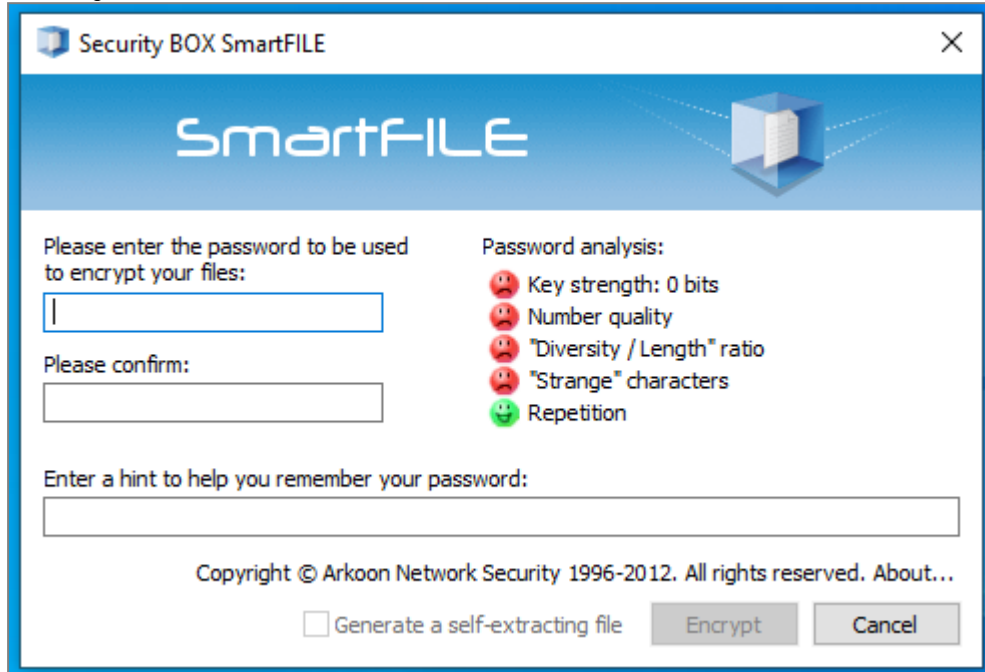 Security BOX SmartFILE
SmartFILE
Please enter the password to be used
to encrypt your files:
Please confirm:
Password analysis:
Key strength: 0 bits
Number quality
"Diversity / Length" ratio
"Strange" characters
Repetition
Enter a hint to help you remember your password:
Copyright © Arkoon Network Security 1996-2012. All rights reserved. About...
Generate a self-extracting file
Encrypt
Cancel